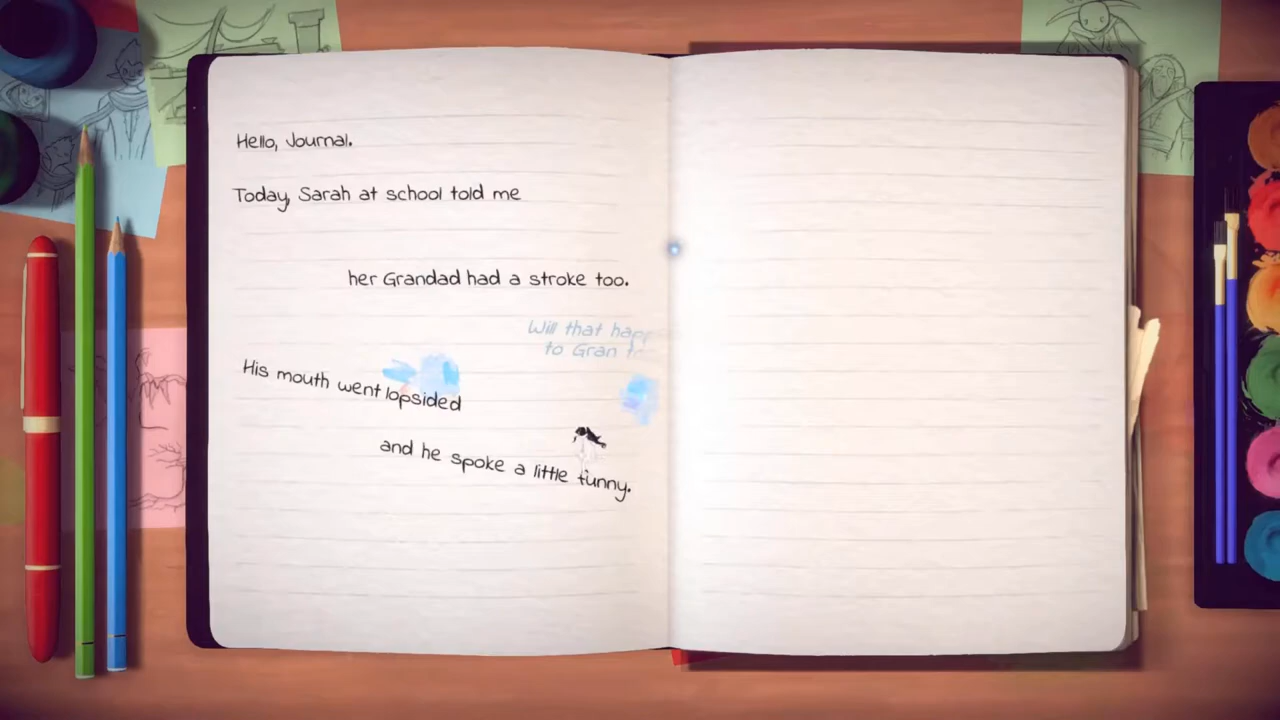 Hello, Journal.
Today, Sarah at school told me
her Grandad had a stroke too.
Will that
to Gran
His mouth went lopsided
and he spoke a little funny.